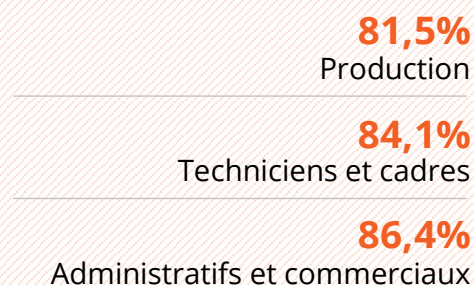 81,5%
Production
84,1%
Techniciens et cadres
86,4%
Administratifs et commerciaux